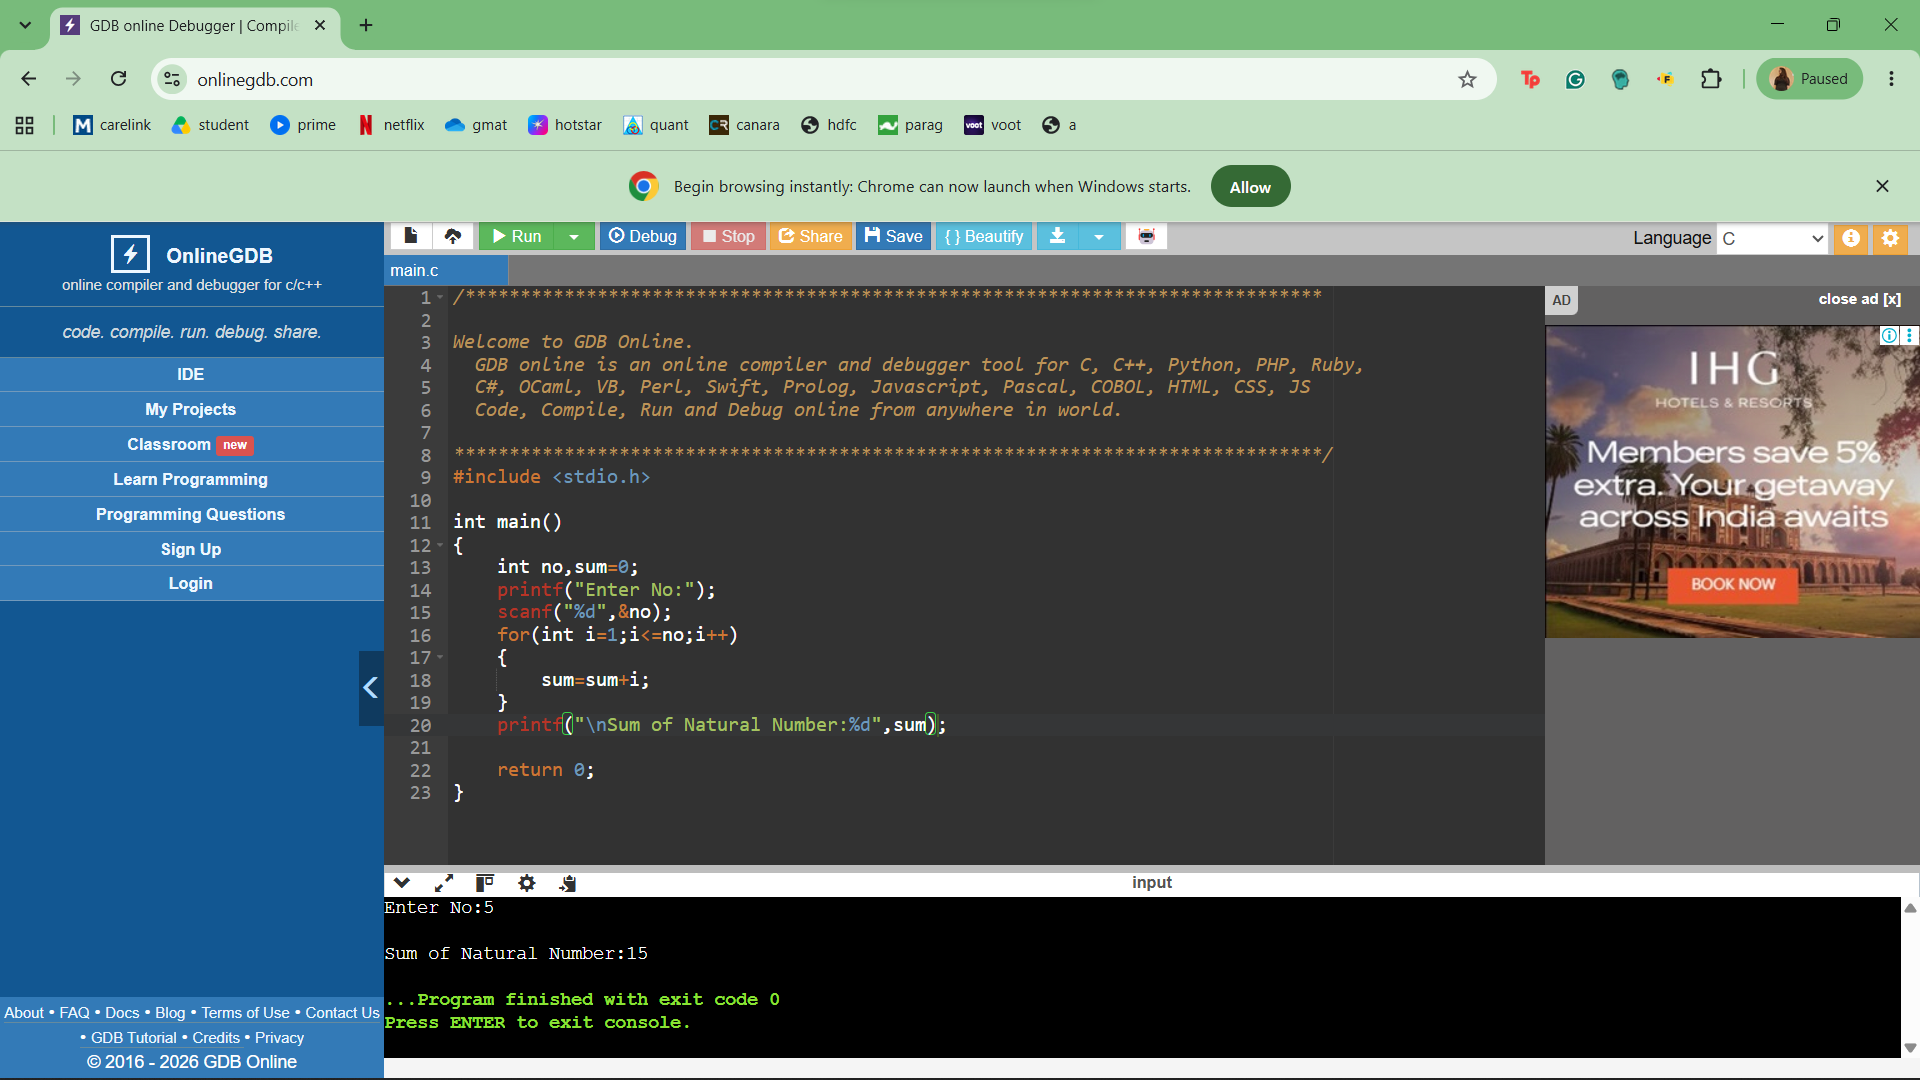 GDB online Debugger | Compile
onlinegdb.com
Tp
Paused
carelink
student
prime
netflix
gmat
hotstar
quant
canara
hdfc
parag
voot
a
Begin browsing instantly: Chrome can now launch when Windows starts.
Allow
OnlineGDB
online compiler and debugger for c/c++
code. compile. run. debug. share.
IDE
My Projects
Classroom new
Learn Programming
Programming Questions
Sign Up
Login
About • FAQ • Docs • Blog • Terms of Use • Contact Us
• GDB Tutorial • Credits • Privacy
© 2016 - 2026 GDB Online
Run
Debug
Stop
Share
Save
{ } Beautify
Language C
main.c
1 /******************************************************************************
2
3 Welcome to GDB Online.
4   GDB online is an online compiler and debugger tool for C, C++, Python, PHP, Ruby,
5   C#, OCaml, VB, Perl, Swift, Prolog, Javascript, Pascal, COBOL, HTML, CSS, JS
6   Code, Compile, Run and Debug online from anywhere in world.
7
8 *******************************************************************************/
9 #include <stdio.h>
10
11 int main()
12 {
13     int no,sum=0;
14     printf("Enter No:");
15     scanf("%d",&no);
16     for(int i=1;i<=no;i++)
17     {
18         sum=sum+i;
19     }
20     printf("\nSum of Natural Number:%d",sum);
21
22     return 0;
23 }
AD
close ad [x]
IHG
HOTELS & RESORTS
Members save 5%
extra. Your getaway
across India awaits
BOOK NOW
input
Enter No:5
Sum of Natural Number:15
...Program finished with exit code 0
Press ENTER to exit console.